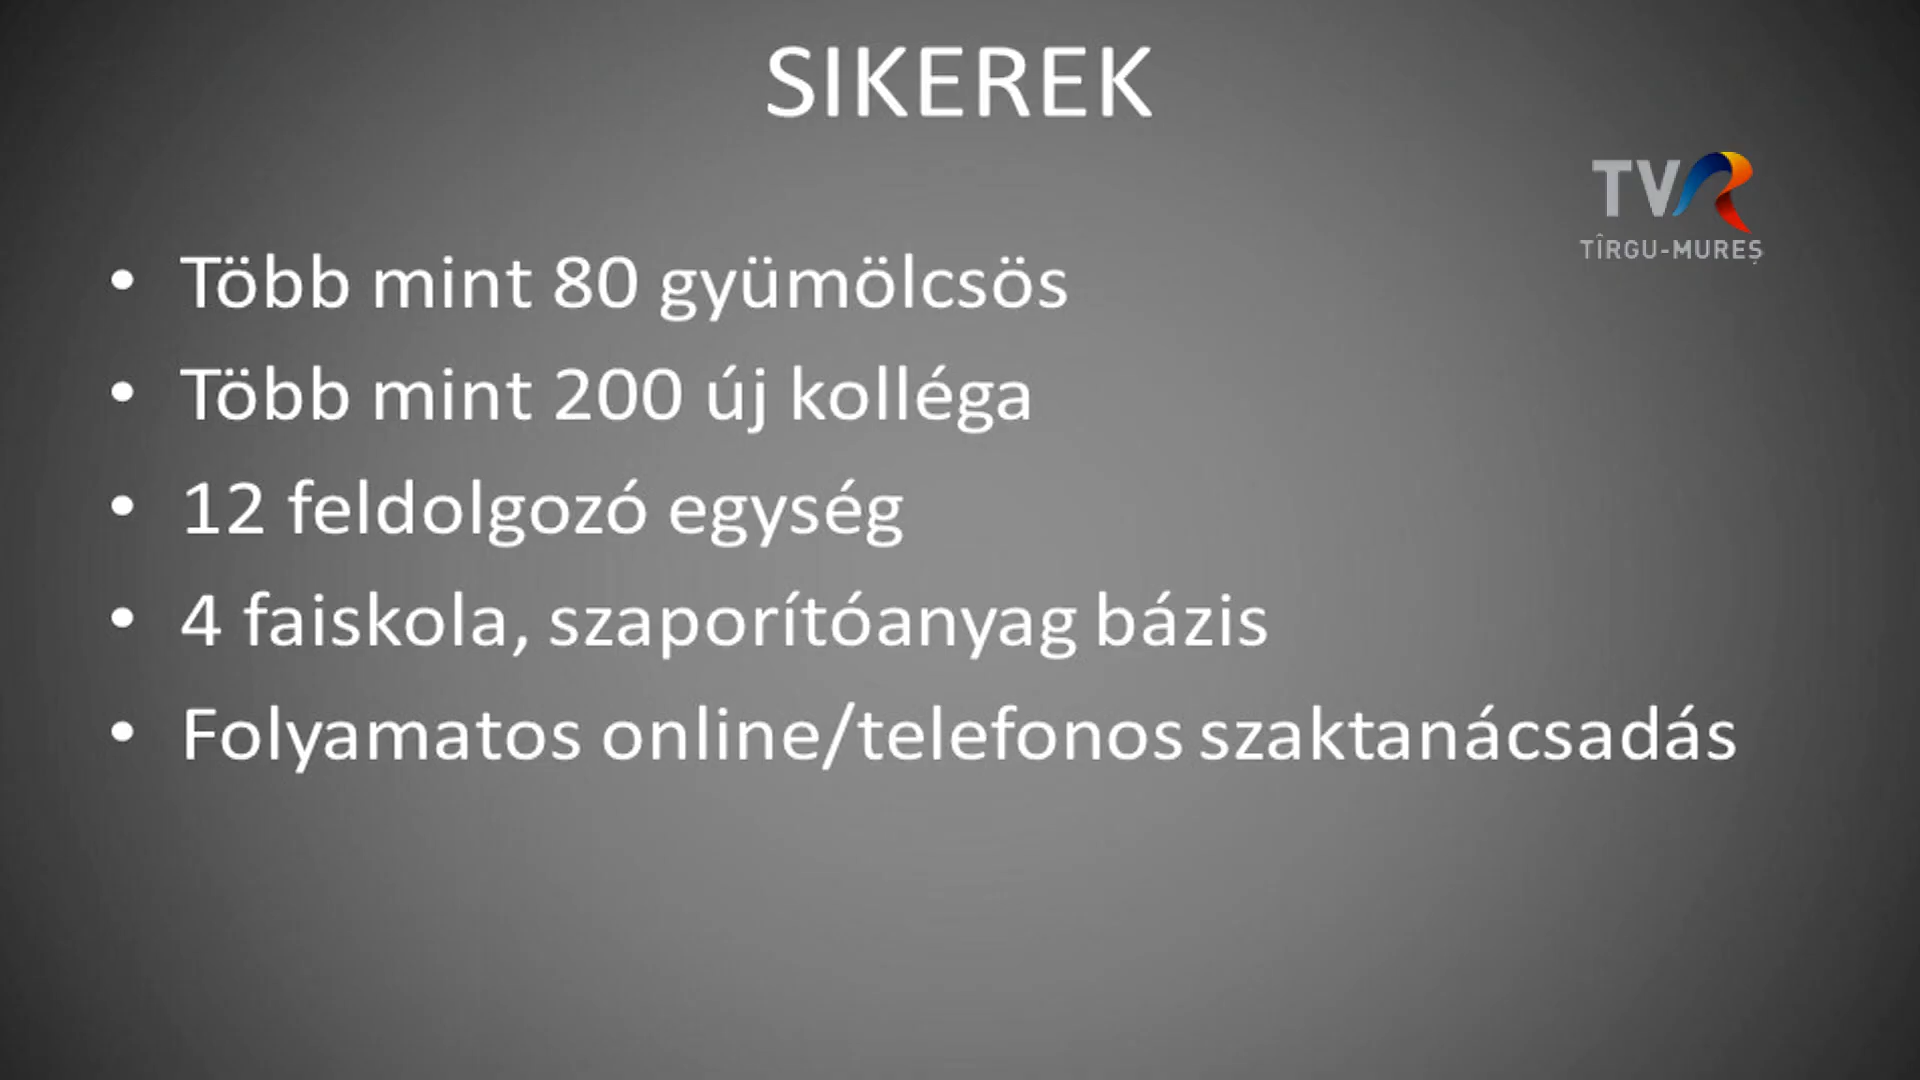 SIKEREK
TVR
TÎRGU-MUREȘ
• Több mint 80 gyümölcsös
• Több mint 200 új kolléga
• 12 feldolgozó egység
• 4 faiskola, szaporítóanyag bázis
• Folyamatos online/telefonos szaktanácsadás